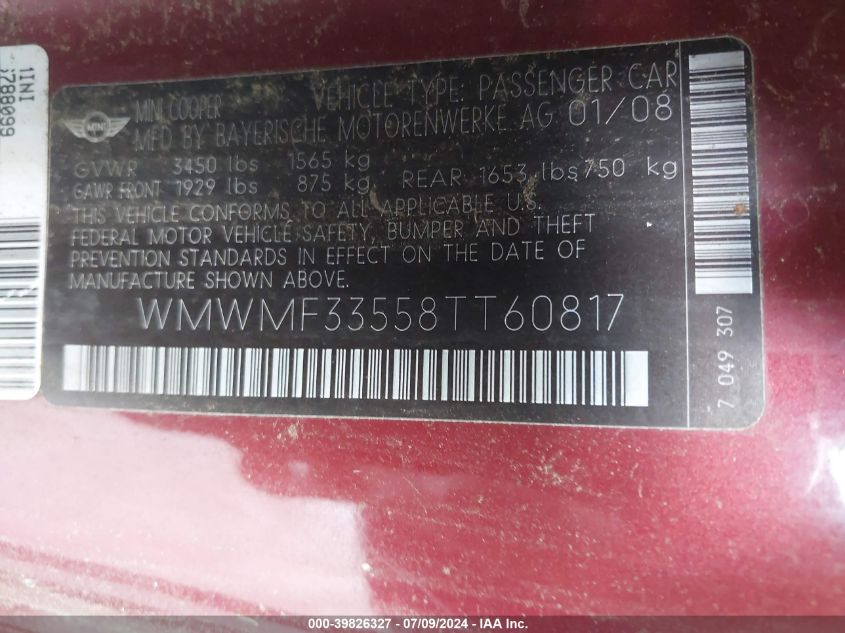 MINI COOPER VEHICLE TYPE: PASSENGER CAR
MINI
MFD BY BAYERISCHE MOTORENWERKE AG 01/08
GVWR 3450 lbs 1565 kg
GAWR FRONT 1929 lbs 875 kg REAR 1653 lbs 750 kg
THIS VEHICLE CONFORMS TO ALL APPLICABLE U.S.
FEDERAL MOTOR VEHICLE SAFETY, BUMPER AND THEFT
PREVENTION STANDARDS IN EFFECT ON THE DATE OF
MANUFACTURE SHOWN ABOVE.
WMWMF33558TT60817
7 049 307
000-39826327 - 07/09/2024 - ITA Inc.